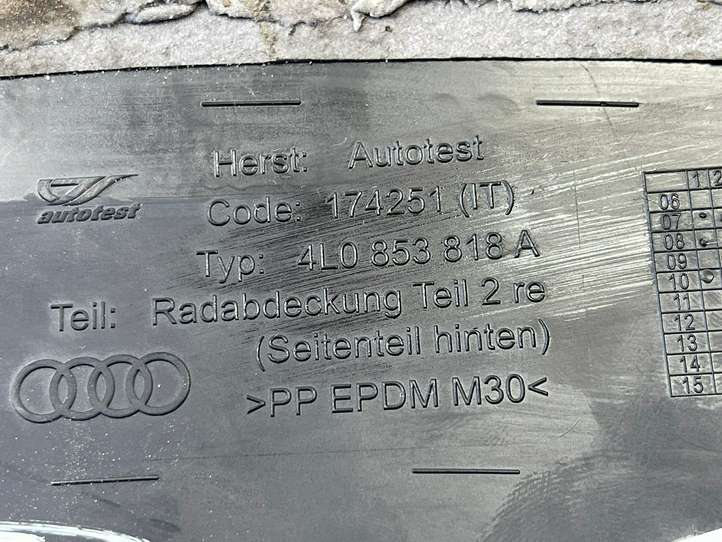 Herst: Autotest
autotest
Code: 174251 (IT)
Typ: 4L0 853 818 A
Teil: Radabdeckung Teil 2 re
(Seitenteil hinten)
>PP EPDM M30<
1 2
06
07
08
09
10
11
12
13
14
15